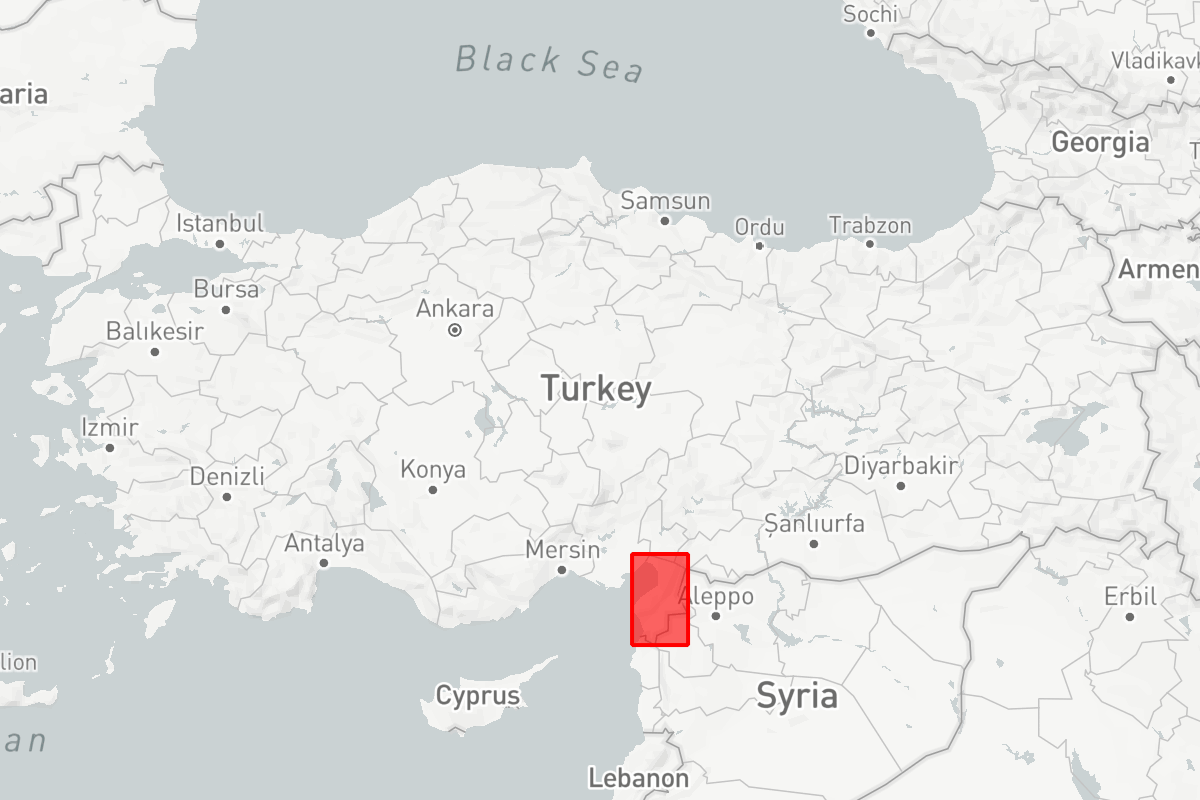 Sochi
Black Sea
Vladikavk
aria
Georgia
T
Samsun
Istanbul
Ordu
Trabzon
Armen
Bursa
Ankara
Balıkesir
Turkey
Izmir
Konya
Diyarbakir
Denizli
Şanlıurfa
Antalya
Mersin
Aleppo
Erbil
lion
Cyprus
Syria
an
Lebanon